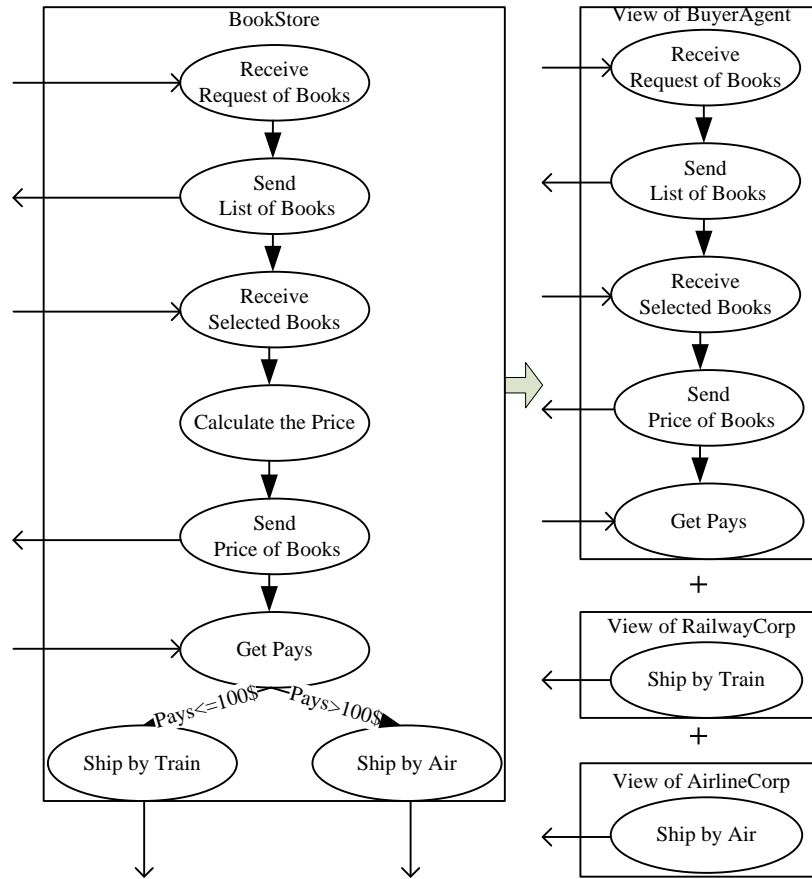 BookStore
Receive
Request of Books
Send
List of Books
Receive
Selected Books
Calculate the Price
Send
Price of Books
Get Pays
Pays<=100$
Pays>100$
Ship by Train
Ship by Air
View of BuyerAgent
Receive
Request of Books
Send
List of Books
Receive
Selected Books
Send
Price of Books
Get Pays
+
View of RailwayCorp
Ship by Train
+
View of AirlineCorp
Ship by Air